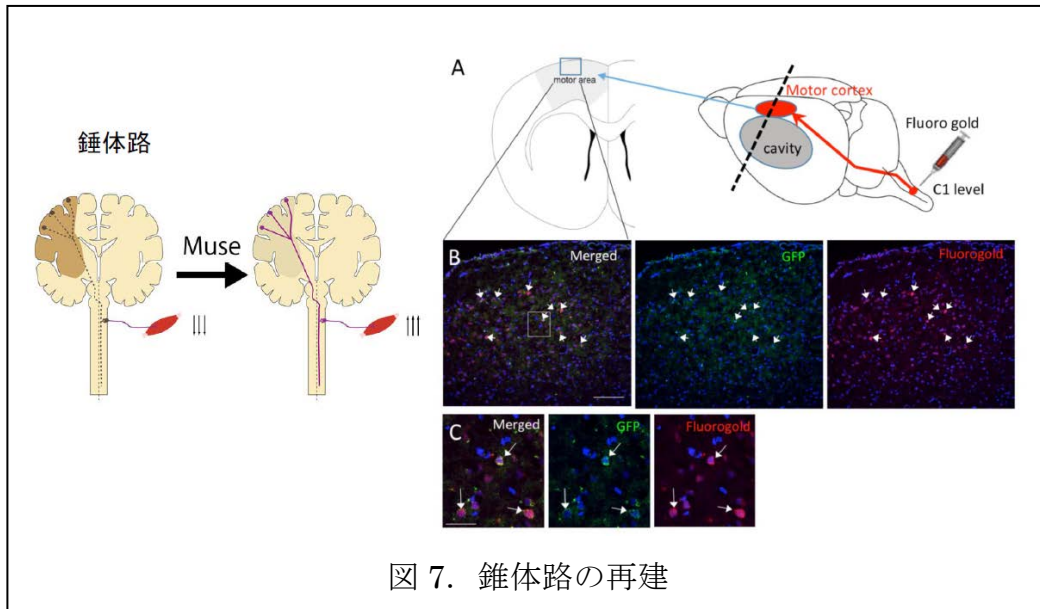 錘体路
Muse
A
motor area
Motor cortex
cavity
Fluoro gold
C1 level
B
Merged
GFP
Fluorogold
C
Merged
GFP
Fluorogold
図 7. 錐体路の再建